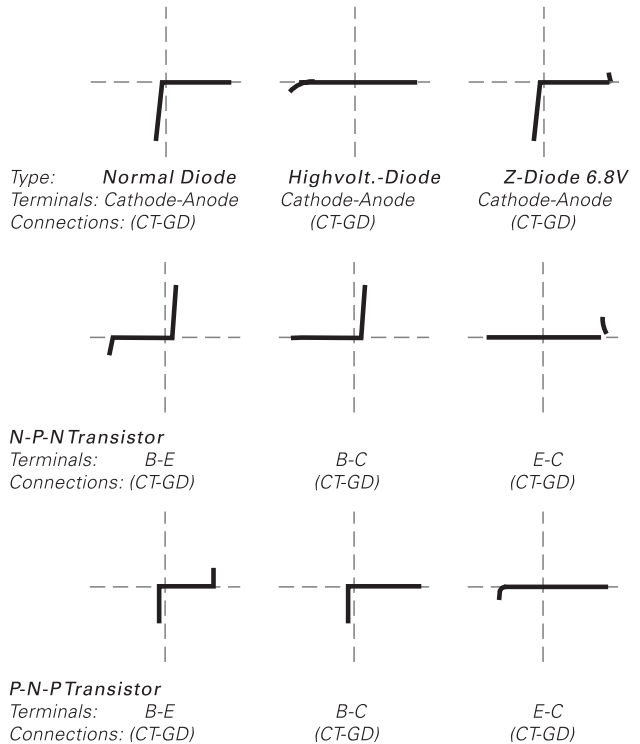 Type: Normal Diode Highvolt.-Diode Z-Diode 6.8V
Terminals: Cathode-Anode Cathode-Anode Cathode-Anode
Connections: (CT-GD) (CT-GD) (CT-GD)
N-P-N Transistor
Terminals: B-E B-C E-C
Connections: (CT-GD) (CT-GD) (CT-GD)
P-N-P Transistor
Terminals: B-E B-C E-C
Connections: (CT-GD) (CT-GD) (CT-GD)